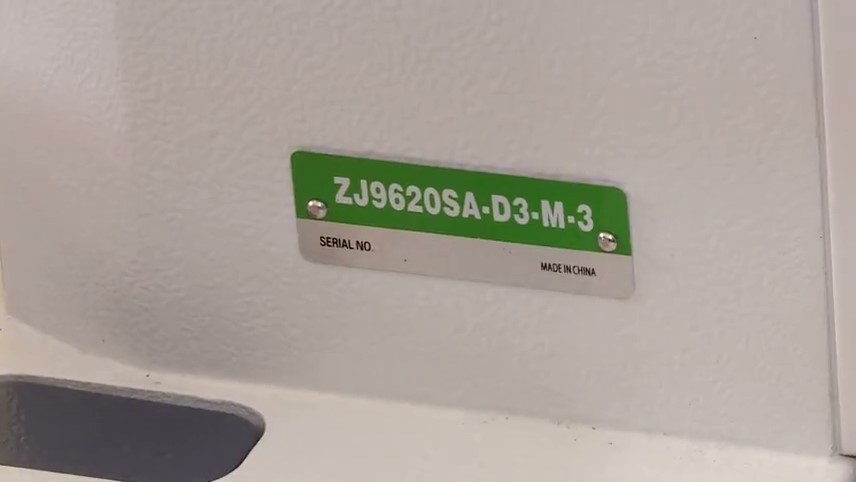 ZJ9620SA-D3-M-3
SERIAL NO.
MADE IN CHINA